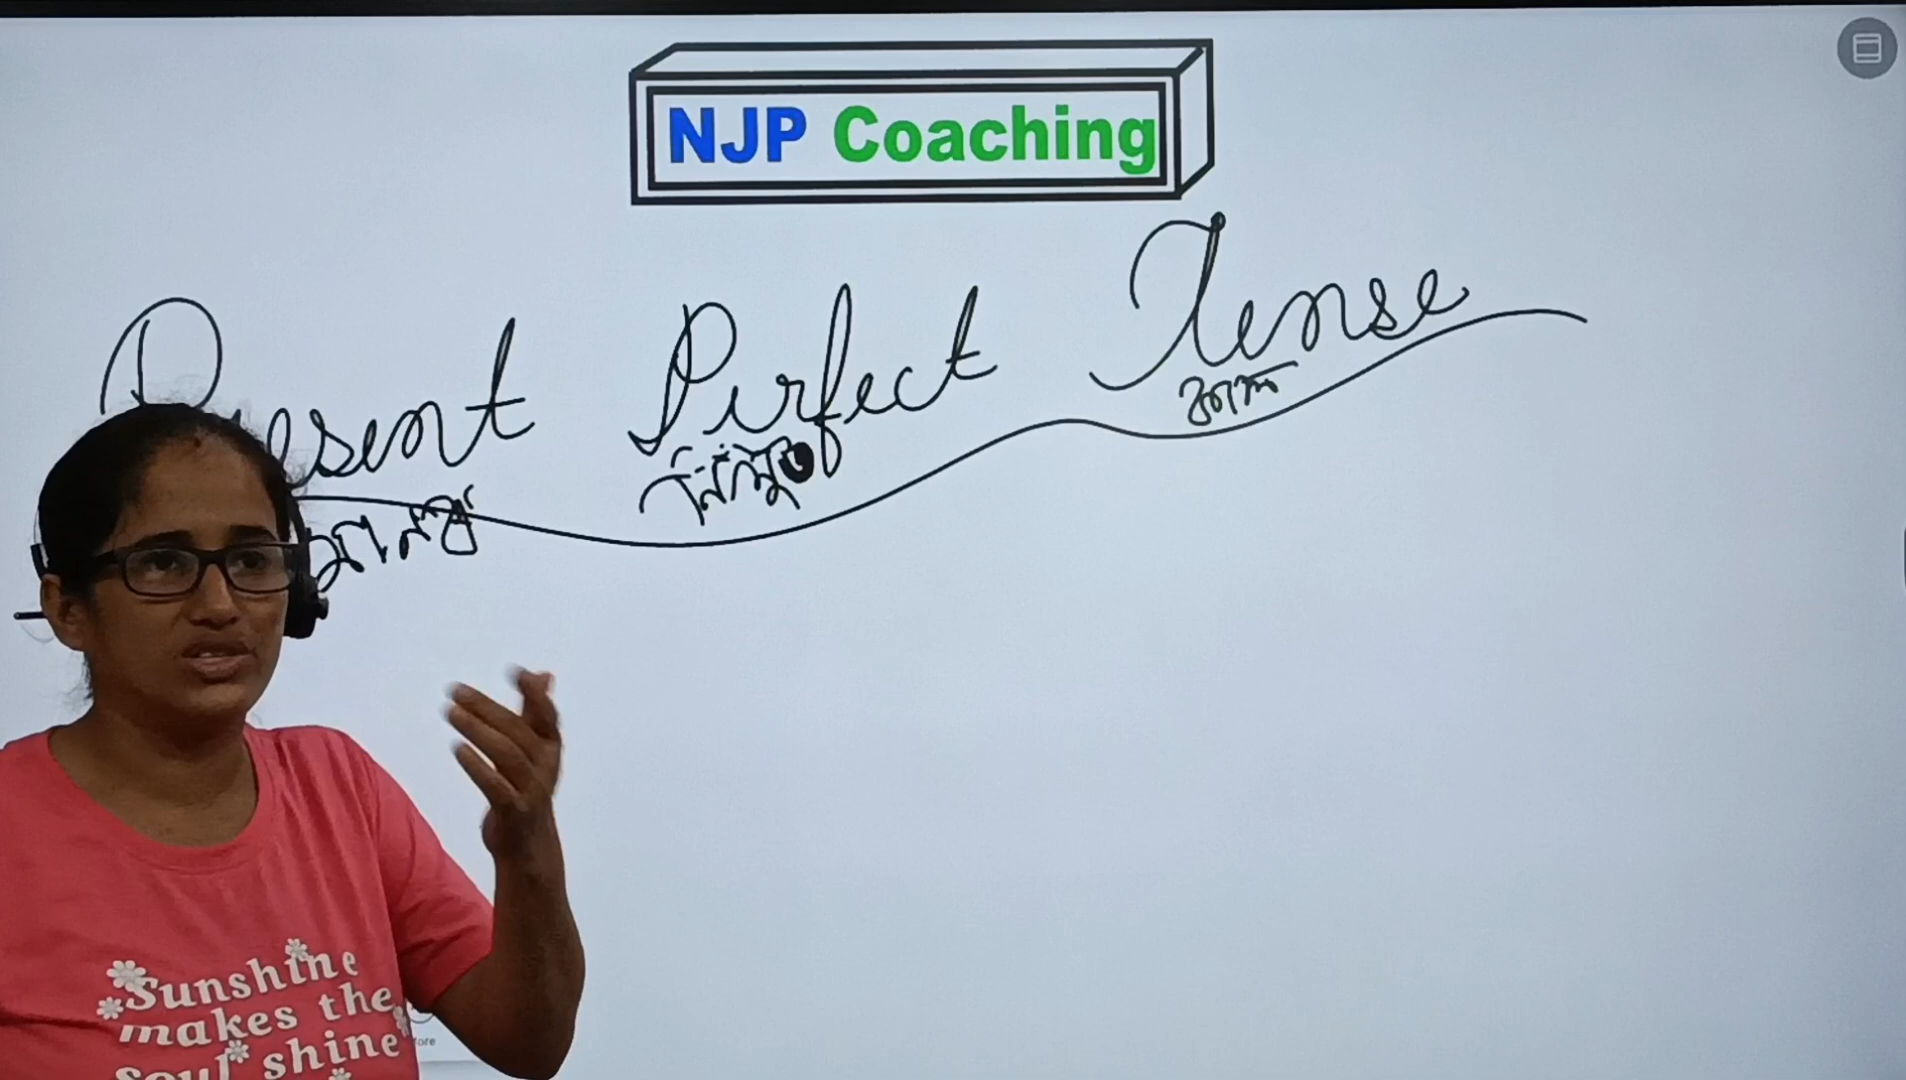 NJP Coaching
Present Perfect Tense
Sunshine
makes the
soul shine